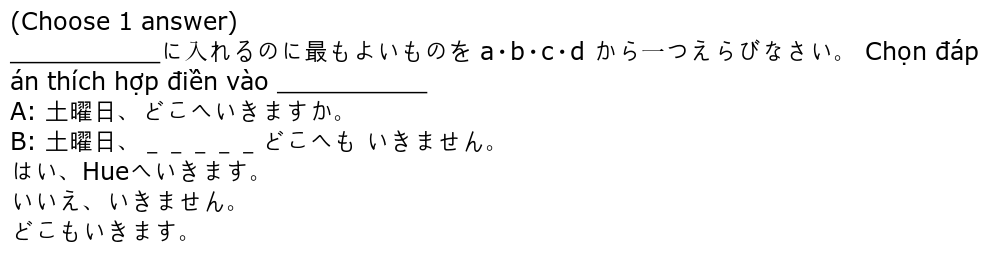 (Choose 1 answer)
____________に入れるのに最もよいものを a・b・c・d から一つえらびなさい。 Chọn đáp
án thích hợp điền vào ____________
A: 土曜日、どこへいきますか。
B: 土曜日、 _ _ _ _ _ どこへも いきません。
はい、Hueへいきます。
いいえ、いきません。
どこもいきます。